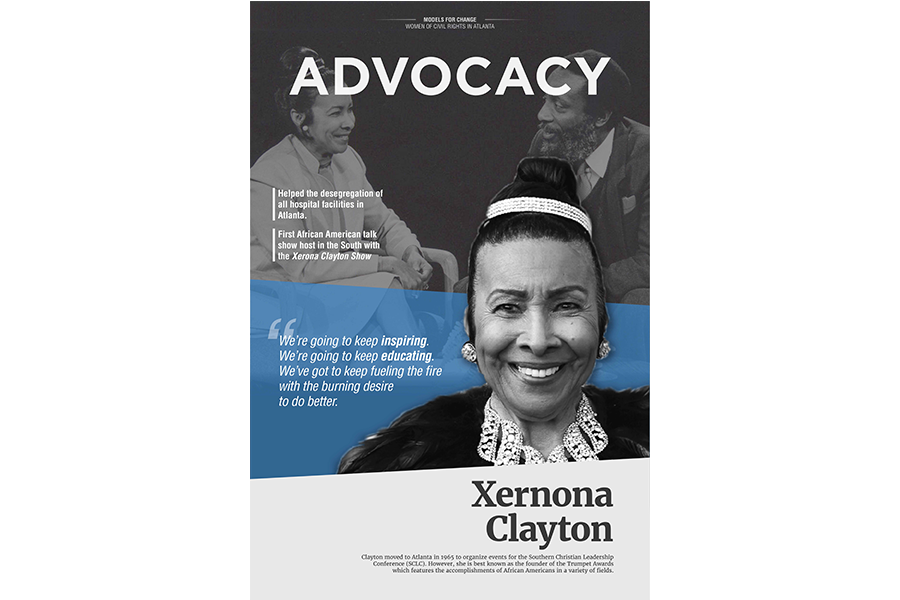 MODELS FOR CHANGE
WOMEN OF CIVIL RIGHTS IN ATLANTA
ADVOCACY
Helped the desegregation of
all hospital facilities in
Atlanta.
First African American talk
show host in the South with
the Xerona Clayton Show
“We're going to keep inspiring.
We're going to keep educating.
We've got to keep fueling the fire
with the burning desire
to do better.
Xernona
Clayton
Clayton moved to Atlanta in 1965 to organize events for the Southern Christian Leadership
Conference (SCLC). However, she is best known as the founder of the Trumpet Awards
which features the accomplishments of African Americans in a variety of fields.